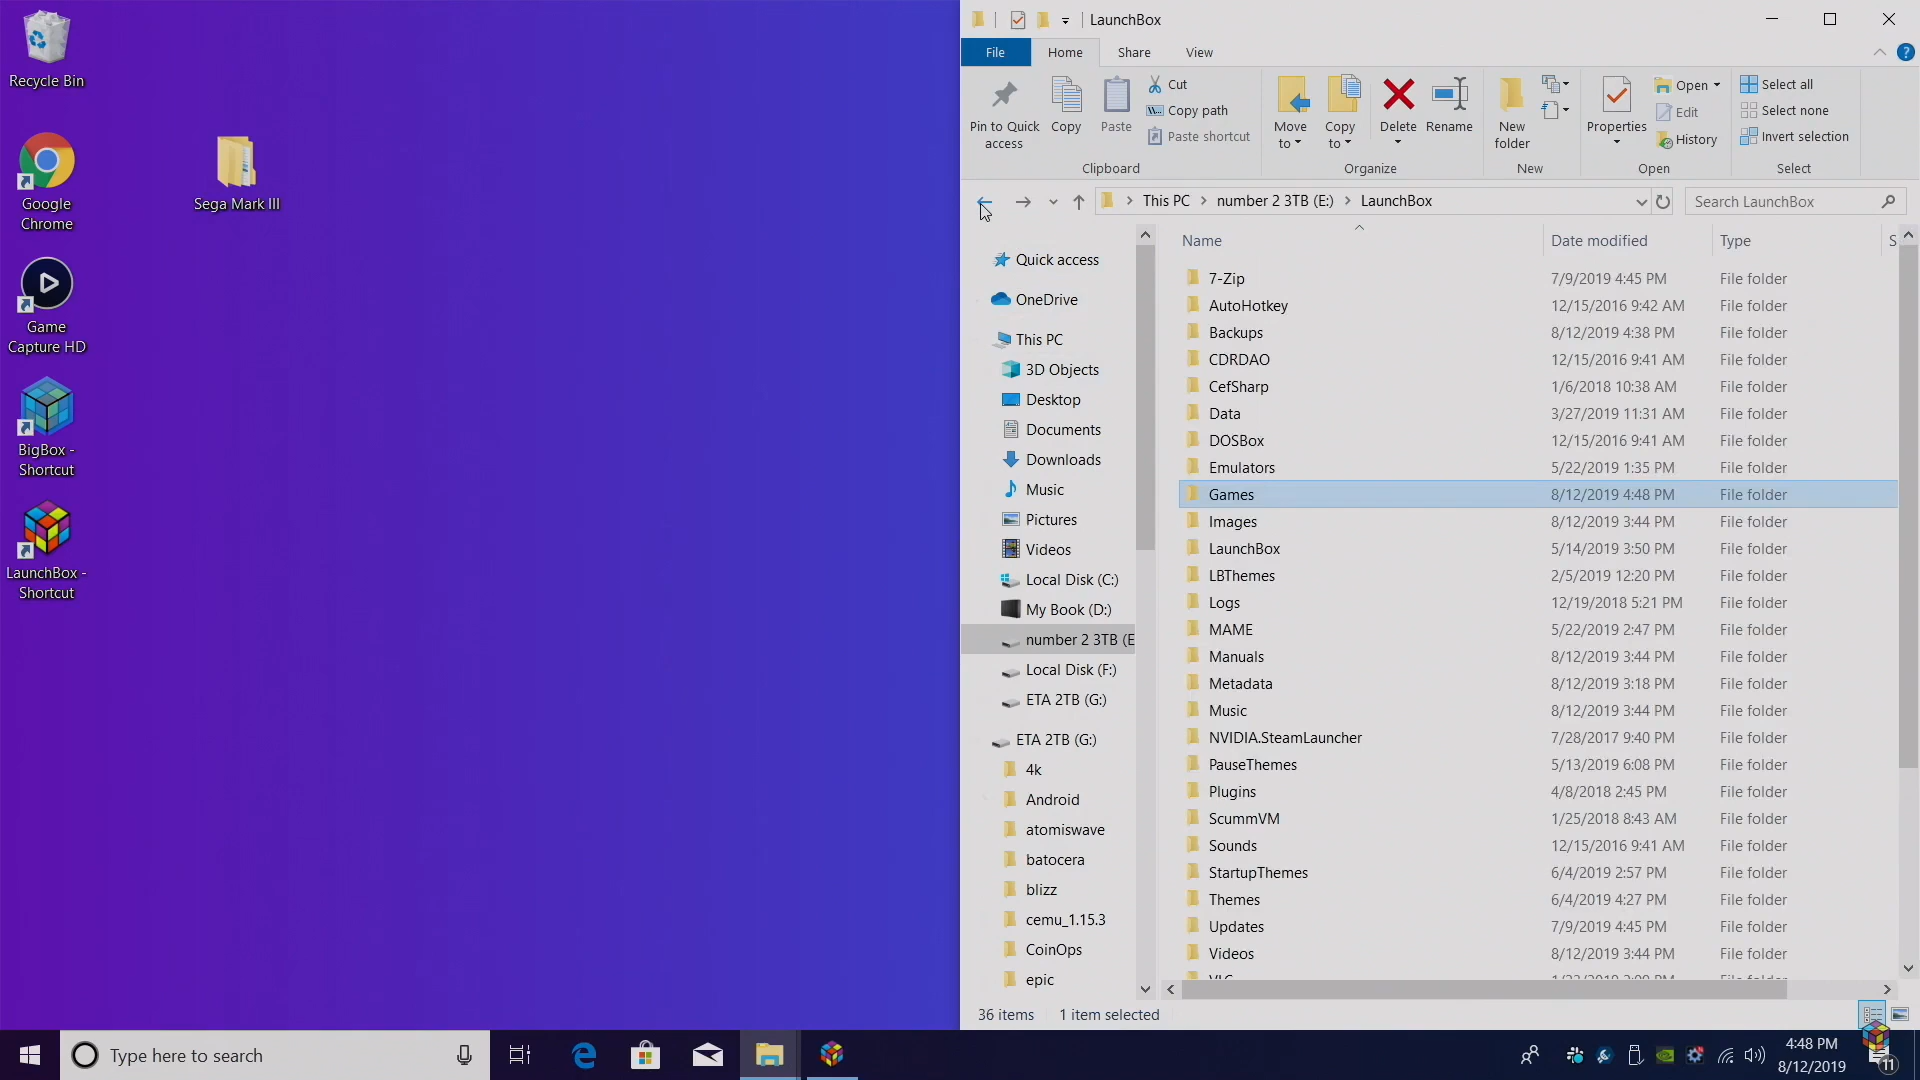 Recycle Bin
Google
Chrome
Sega Mark III
Game
Capture HD
BigBox -
Shortcut
LaunchBox -
Shortcut
LaunchBox
File
Home
Share
View
Pin to Quick
access
Copy
Paste
Cut
Copy path
Paste shortcut
Clipboard
Move
to
Copy
to
Delete
Rename
Organize
New
folder
New
Properties
Open
Edit
History
Open
Select all
Select none
Invert selection
Select
This PC
number 2 3TB (E:)
LaunchBox
Search LaunchBox
Quick access
OneDrive
This PC
3D Objects
Desktop
Documents
Downloads
Music
Pictures
Videos
Local Disk (C:)
My Book (D:)
number 2 3TB (E
Local Disk (F:)
ETA 2TB (G:)
ETA 2TB (G:)
4k
Android
atomiswave
batocera
blizz
cemu_1.15.3
CoinOps
epic
Name Date modified Type S
7-Zip 7/9/2019 4:45 PM File folder
AutoHotkey 12/15/2016 9:42 AM File folder
Backups 8/12/2019 4:38 PM File folder
CDRDAO 12/15/2016 9:41 AM File folder
CefSharp 1/6/2018 10:38 AM File folder
Data 3/27/2019 11:31 AM File folder
DOSBox 12/15/2016 9:41 AM File folder
Emulators 5/22/2019 1:35 PM File folder
Games 8/12/2019 4:48 PM File folder
Images 8/12/2019 3:44 PM File folder
LaunchBox 5/14/2019 3:50 PM File folder
LBThemes 2/5/2019 12:20 PM File folder
Logs 12/19/2018 5:21 PM File folder
MAME 5/22/2019 2:47 PM File folder
Manuals 8/12/2019 3:44 PM File folder
Metadata 8/12/2019 3:18 PM File folder
Music 8/12/2019 3:44 PM File folder
NVIDIA.SteamLauncher 7/28/2017 9:40 PM File folder
PauseThemes 5/13/2019 6:08 PM File folder
Plugins 4/8/2018 2:45 PM File folder
ScummVM 1/25/2018 8:43 AM File folder
Sounds 12/15/2016 9:41 AM File folder
StartupThemes 6/4/2019 2:57 PM File folder
Themes 6/4/2019 4:27 PM File folder
Updates 7/9/2019 4:45 PM File folder
Videos 8/12/2019 3:44 PM File folder
36 items 1 item selected
Type here to search
4:48 PM
8/12/2019
11